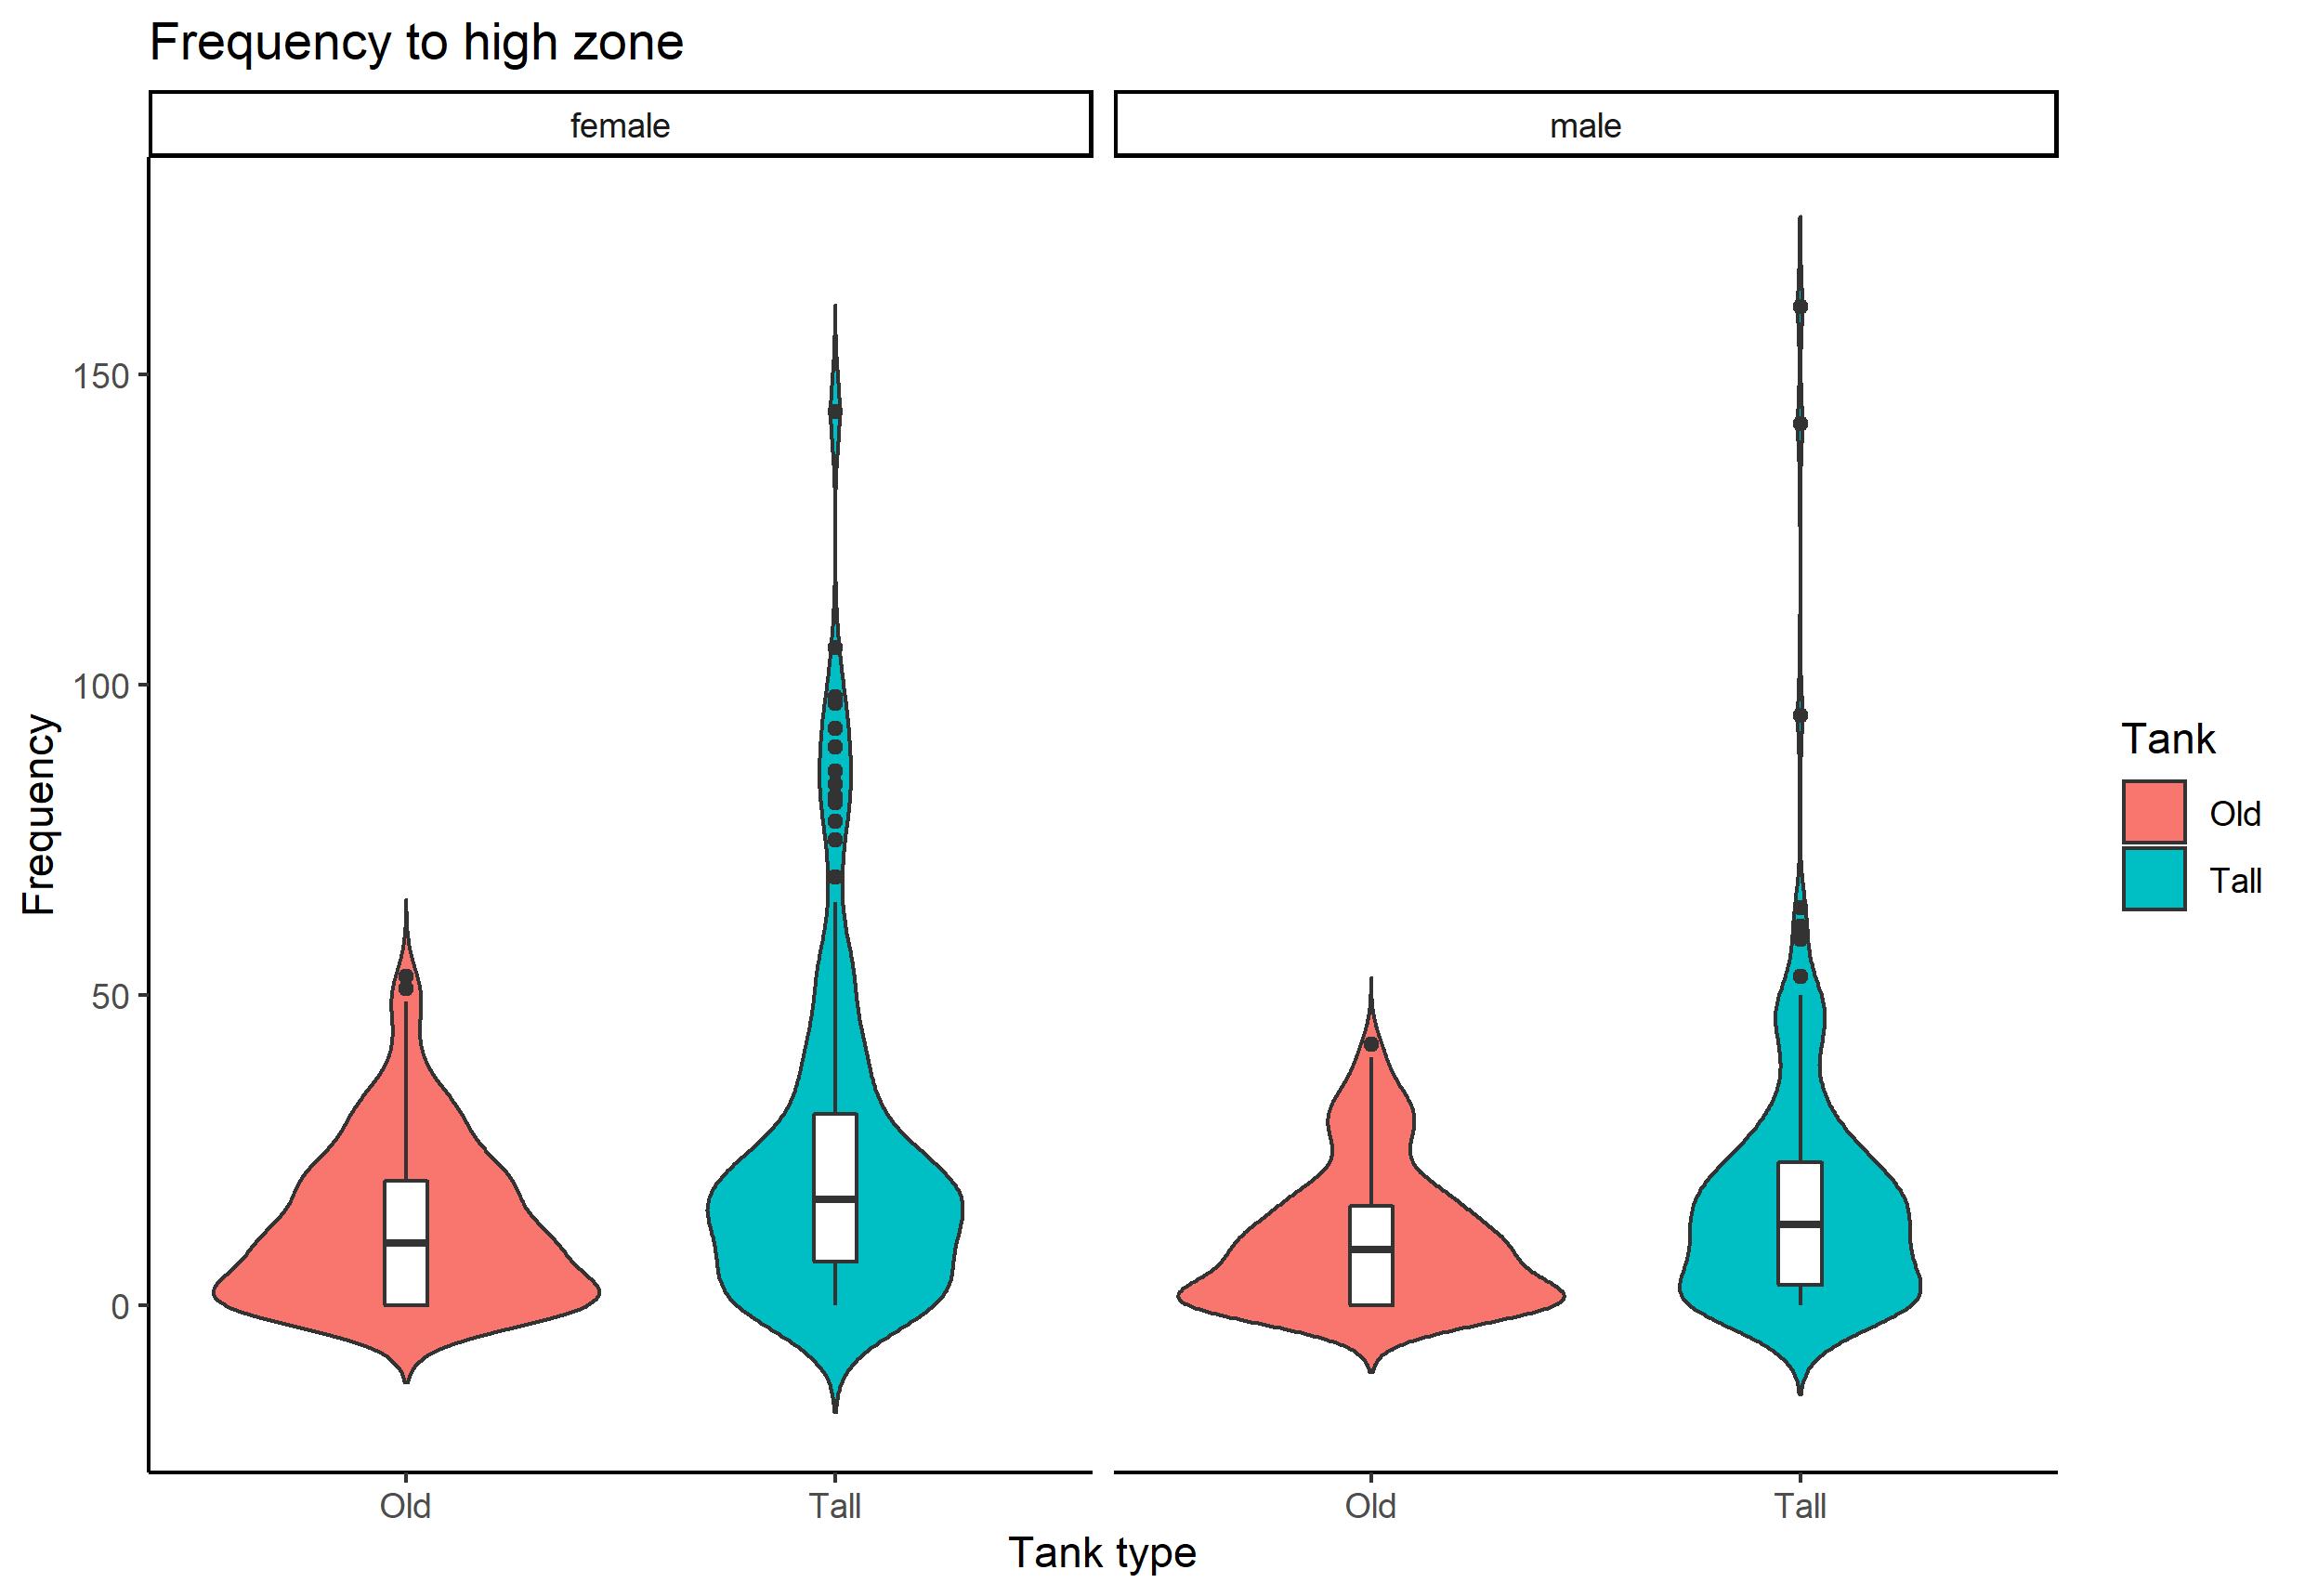 Frequency to high zone
female
male
150
100
50
0
Frequency
Old
Tall
Old
Tall
Tank type
Tank
Old
Tall